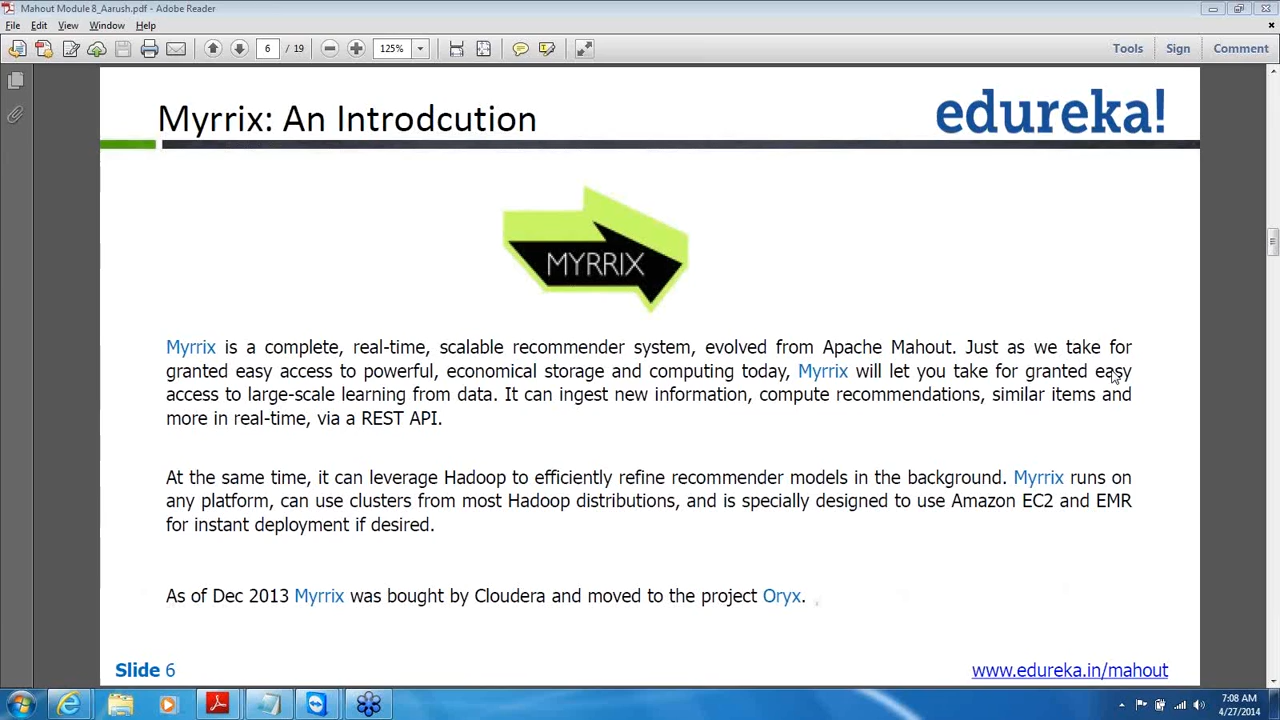 Mahout Module 8_Aarush.pdf - Adobe Reader
File Edit View Window Help
6 / 19 125% Tools Sign Comment
Myrrix: An Introdcution
edureka!
MYRRIX
Myrrix is a complete, real-time, scalable recommender system, evolved from Apache Mahout. Just as we take for
granted easy access to powerful, economical storage and computing today, Myrrix will let you take for granted easy
access to large-scale learning from data. It can ingest new information, compute recommendations, similar items and
more in real-time, via a REST API.
At the same time, it can leverage Hadoop to efficiently refine recommender models in the background. Myrrix runs on
any platform, can use clusters from most Hadoop distributions, and is specially designed to use Amazon EC2 and EMR
for instant deployment if desired.
As of Dec 2013 Myrrix was bought by Cloudera and moved to the project Oryx.
Slide 6
www.edureka.in/mahout
7:08 AM
4/27/2014